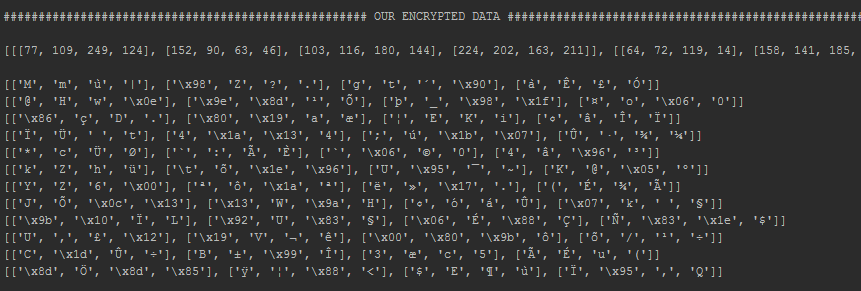 ################################################### OUR ENCRYPTED DATA ##################################################
[[[77, 109, 249, 124], [152, 90, 63, 46], [103, 116, 180, 144], [224, 202, 163, 211]], [[64, 72, 119, 14], [158, 141, 185,
[['M', 'm', 'ù', '|'], ['\x98', 'Z', '?', '.'], ['g', 't', '´', '\x90'], ['à', 'Ê', '£', 'Ó']]
[['@', 'H', 'w', '\x0e'], ['\x9e', '\x8d', '¹', 'Õ'], ['þ', '_', '\x98', '\x1f'], ['¤', 'o', '\x06', '0']]
[['\x86', 'ç', 'D', '.'], ['\x80', '\x19', 'a', 'æ'], ['¦', 'E', 'K', 'i'], ['º', 'â', 'Î', 'Ï']]
[['Ï', 'Ü', ' ', 't'], ['4', '\x1a', '\x13', '4'], [';', 'ú', '\x1b', '\x07'], ['Û', '·', '¾', '¼']]
[['*', 'c', 'Ü', 'Ø'], ['`', ':', 'Ã', 'È'], ['`', '\x06', '©', '0'], ['4', 'â', '\x96', '³']]
[['k', 'Z', 'h', 'ü'], ['\t', 'õ', '\x1e', '\x96'], ['U', '\x95', '¯', '~'], ['K', '@', '\x05', '°']]
[['Y', 'Z', '6', '\x00'], ['ª', 'ô', '\x1a', 'ª'], ['ë', '»', '\x17', '.'], ['(', 'É', '¾', 'Ã']]
[['J', 'Õ', '\x0c', '\x13'], ['\x13', 'W', '\x9a', 'H'], ['º', 'ó', 'á', 'Û'], ['\x07', 'k', ' ', '§']]
[['\x9b', '\x10', 'Ï', 'L'], ['\x92', 'U', '\x83', '§'], ['\x06', 'É', '\x88', 'Ç'], ['Ñ', '\x83', '\x1e', '$']]
[['U', ',', '£', '\x12'], ['\x19', 'V', '¬', 'ê'], ['\x00', '\x80', '\x9b', 'ô'], ['õ', '/', '¹', '÷']]
[['C', '\x1d', 'Û', '÷'], ['B', '±', '\x99', 'Î'], ['3', 'æ', 'c', '5'], ['Ã', 'É', 'u', '(']]
[['\x8d', 'Ö', '\x8d', '\x85'], ['ÿ', '¦', '\x88', '<'], ['$', 'E', '¶', 'ù'], ['Ï', '\x95', ',', 'Q']]